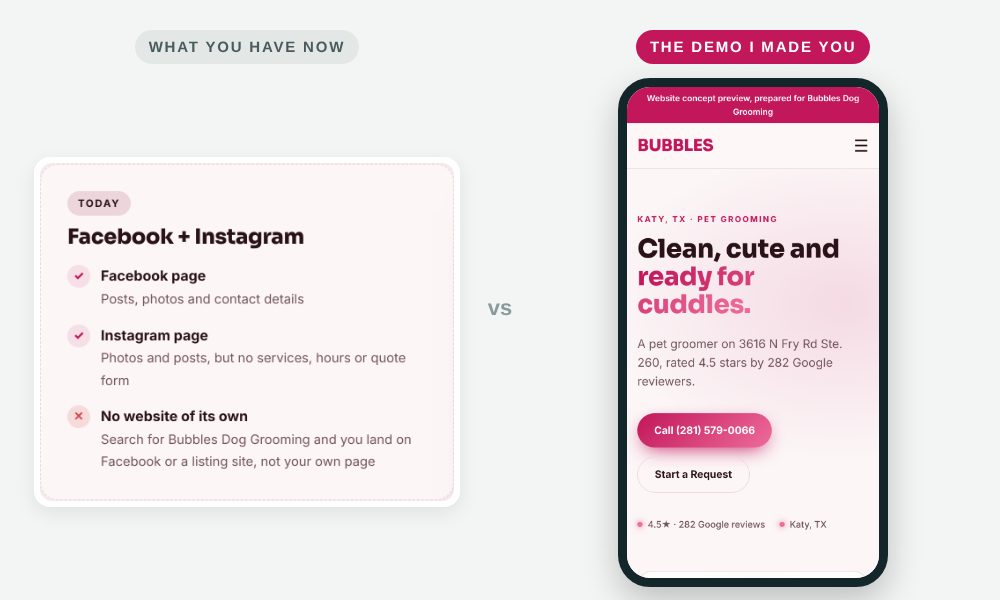 WHAT YOU HAVE NOW
TODAY
Facebook + Instagram
Facebook page
Posts, photos and contact details
Instagram page
Photos and posts, but no services, hours or quote
form
No website of its own
Search for Bubbles Dog Grooming and you land on
Facebook or a listing site, not your own page
vs
THE DEMO I MADE YOU
Website concept preview, prepared for Bubbles Dog
Grooming
BUBBLES
KATY, TX · PET GROOMING
Clean, cute and
ready for
cuddles.
A pet groomer on 3616 N Fry Rd Ste.
260, rated 4.5 stars by 282 Google
reviewers.
Call (281) 579-0066
Start a Request
4.5★ · 282 Google reviews
Katy, TX